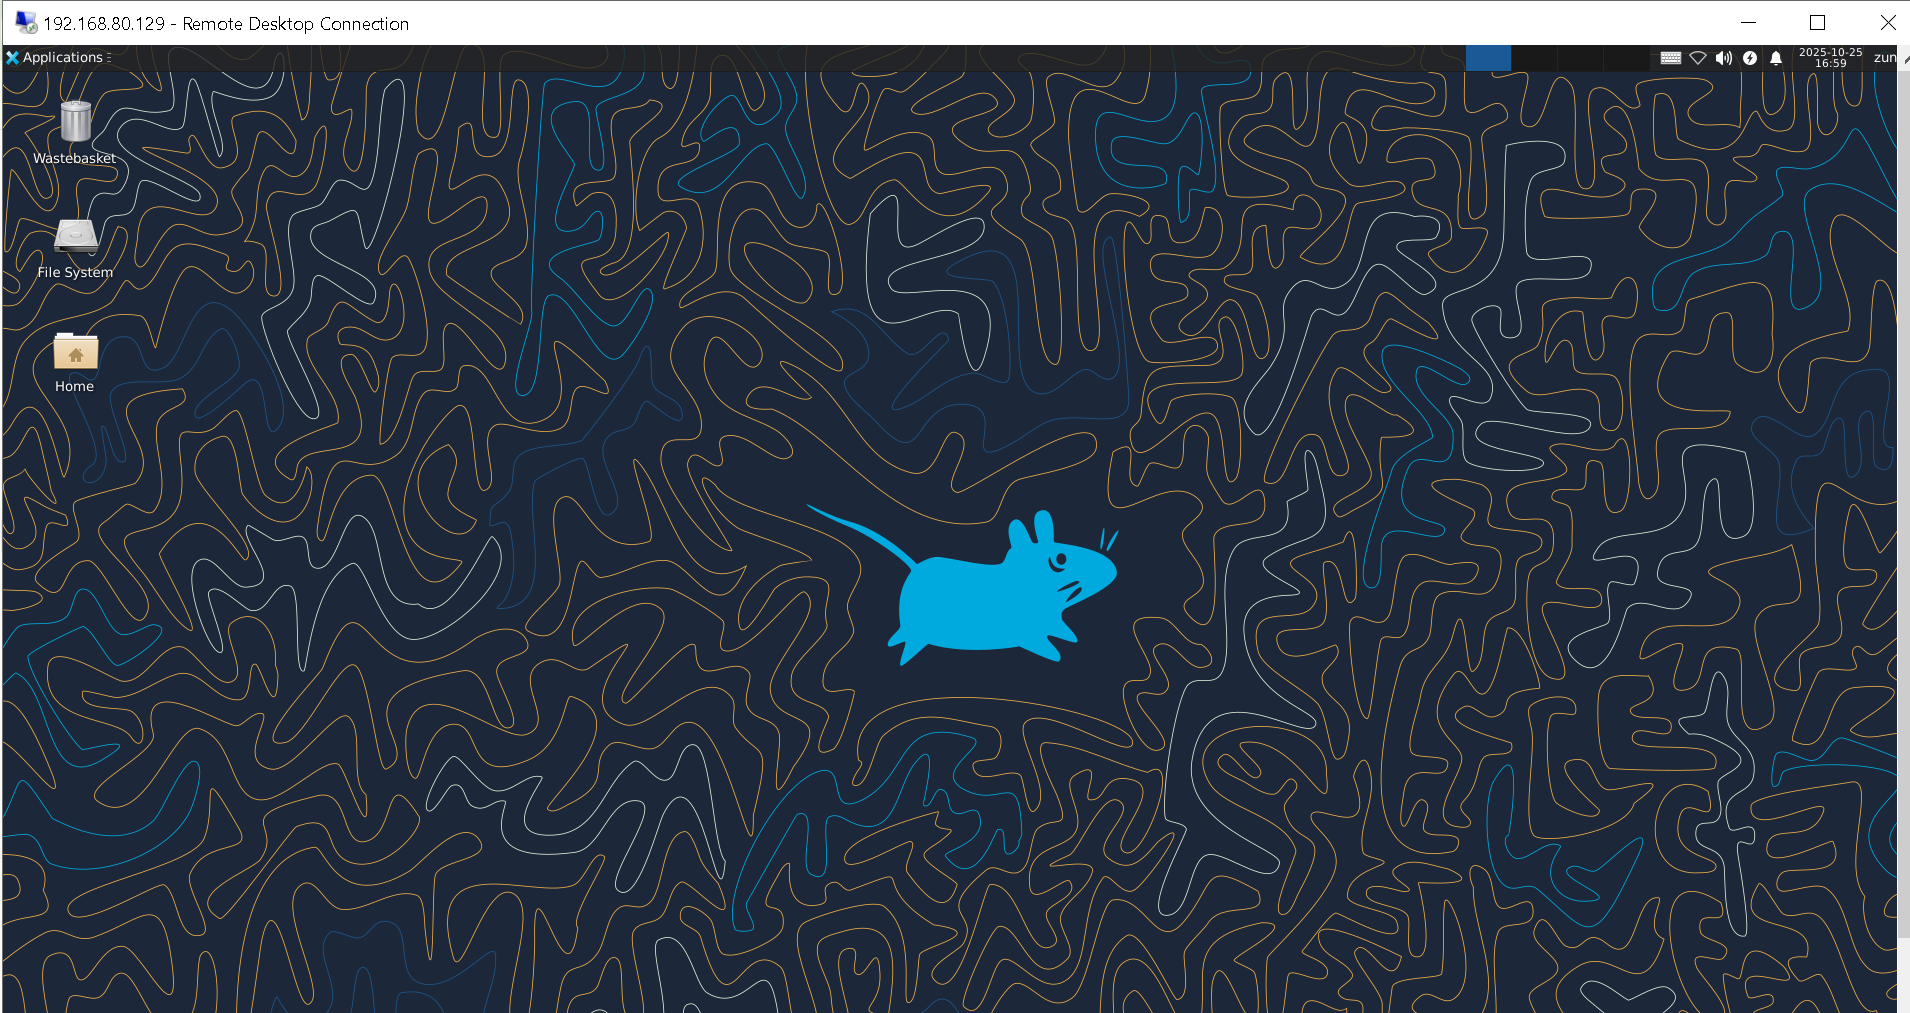 192.168.80.129 - Remote Desktop Connection
Applications
2025-10-25
16:59
zun
Wastebasket
File System
Home